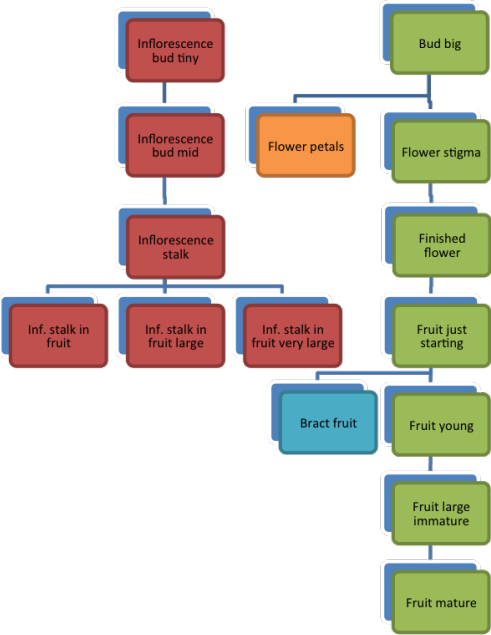 Inflorescence
bud tiny
Bud big
Inflorescence
bud mid
Flower petals
Flower stigma
Inflorescence
stalk
Finished
flower
Inf. stalk in
fruit
Inf. stalk in
fruit large
Inf. stalk in
fruit very large
Fruit just
starting
Bract fruit
Fruit young
Fruit large
immature
Fruit mature